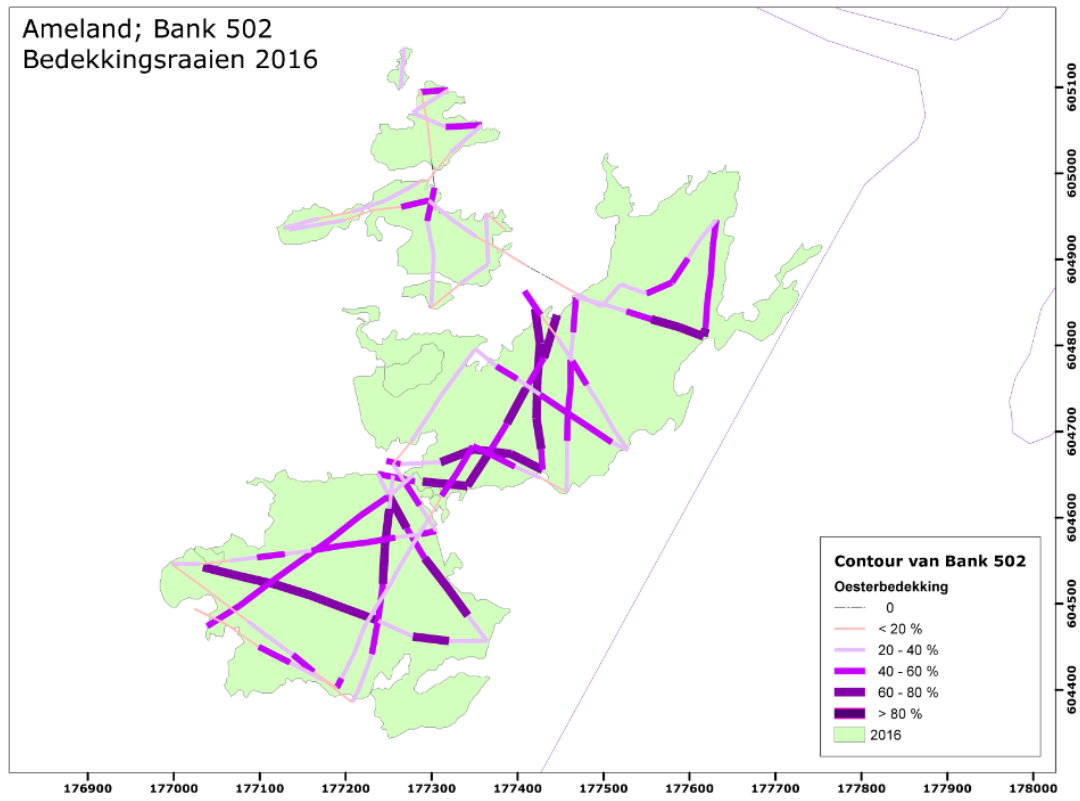 Ameland; Bank 502
Bedekkingsraaien 2016
605100
605000
604900
604800
604700
604600
604500
604400
Contour van Bank 502
Oesterbedekking
0
< 20 %
20 - 40 %
40 - 60 %
60 - 80 %
> 80 %
2016
176900 177000 177100 177200 177300 177400 177500 177600 177700 177800 177900 178000